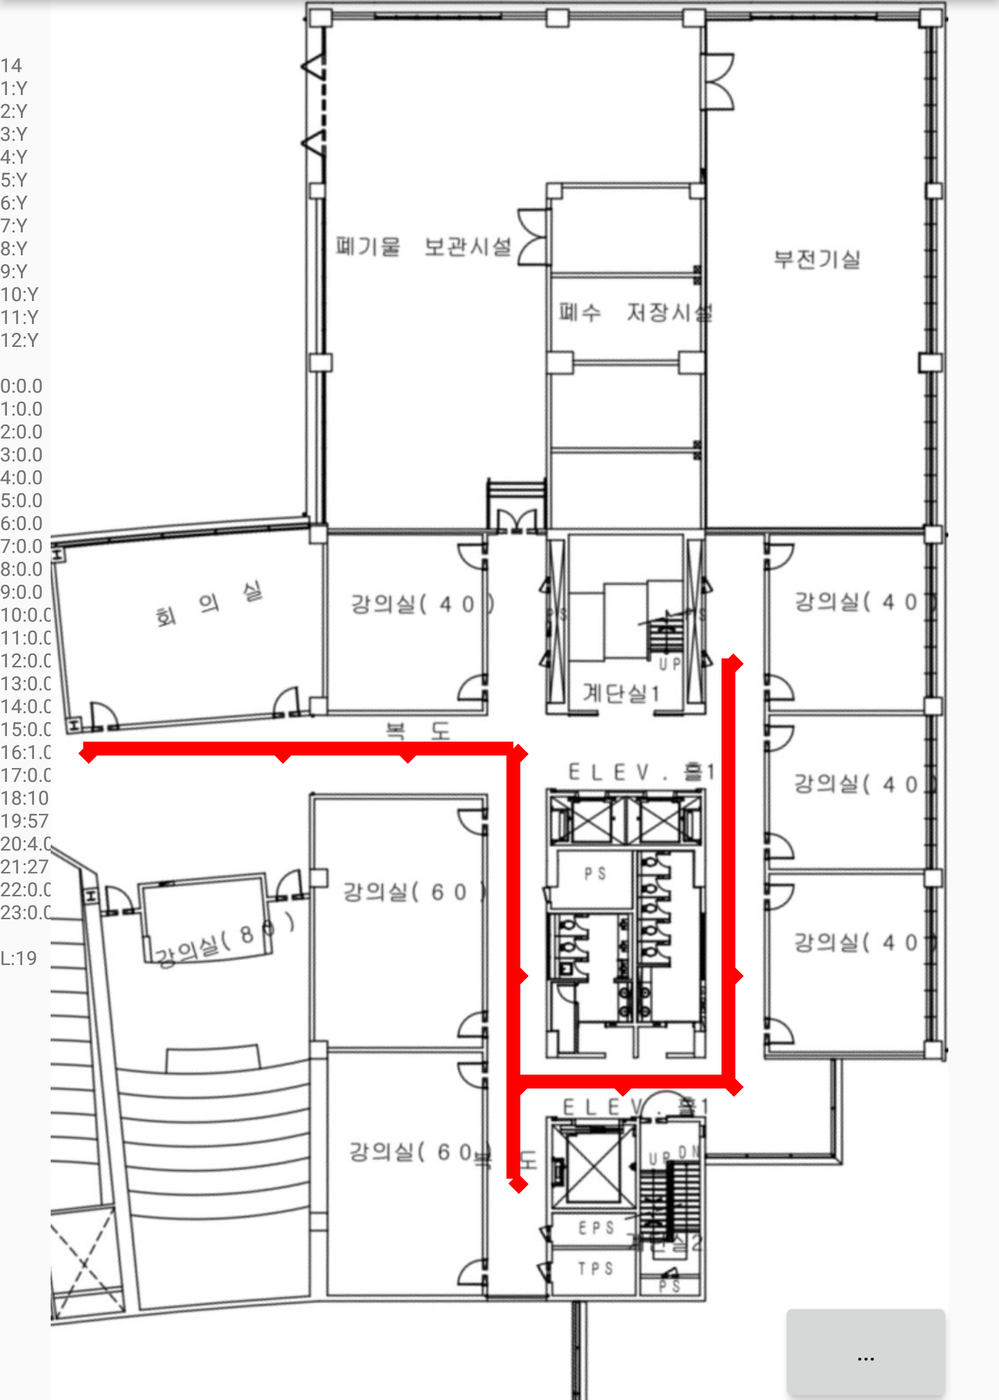 14
1:Y
2:Y
3:Y
4:Y
5:Y
6:Y
7:Y
8:Y
9:Y
10:Y
11:Y
12:Y
0:0.0
1:0.0
2:0.0
3:0.0
4:0.0
5:0.0
6:0.0
7:0.0
8:0.0
9:0.0
10:0.0
11:0.0
12:0.0
13:0.0
14:0.0
15:0.0
16:1.0
17:0.0
18:10
19:57
20:4.0
21:27
22:0.0
23:0.0
L:19
폐기물 보관시설
부전기실
폐수 저장시설
회 의 실
강의실( 4 0 )
PS
PS
UP
계단실1
강의실( 4 0
복 도
ELEV. 홀1
강의실( 4 0
PS
강의실( 6 0 )
강의실( 8 0 )
강의실( 4 0
ELEV. 홀1
강의실( 6 0
복 도
UP
DN
EPS
계단실2
TPS
PS
...